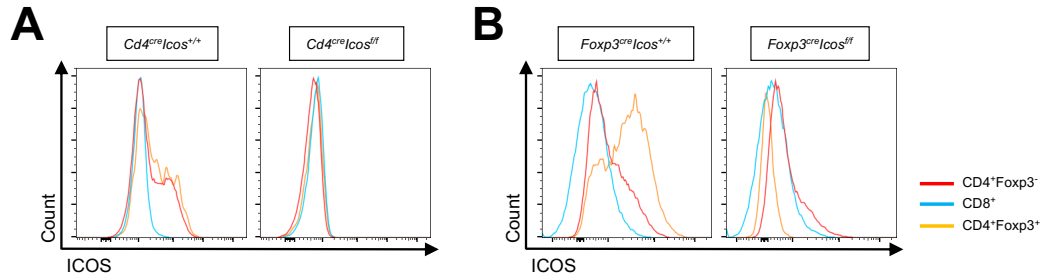 A
B
Cd4creIcos+/+
Cd4creIcosf/f
Foxp3creIcos+/+
Foxp3creIcosf/f
Count
Count
CD4+Foxp3-
CD8+
CD4+Foxp3+
ICOS
ICOS